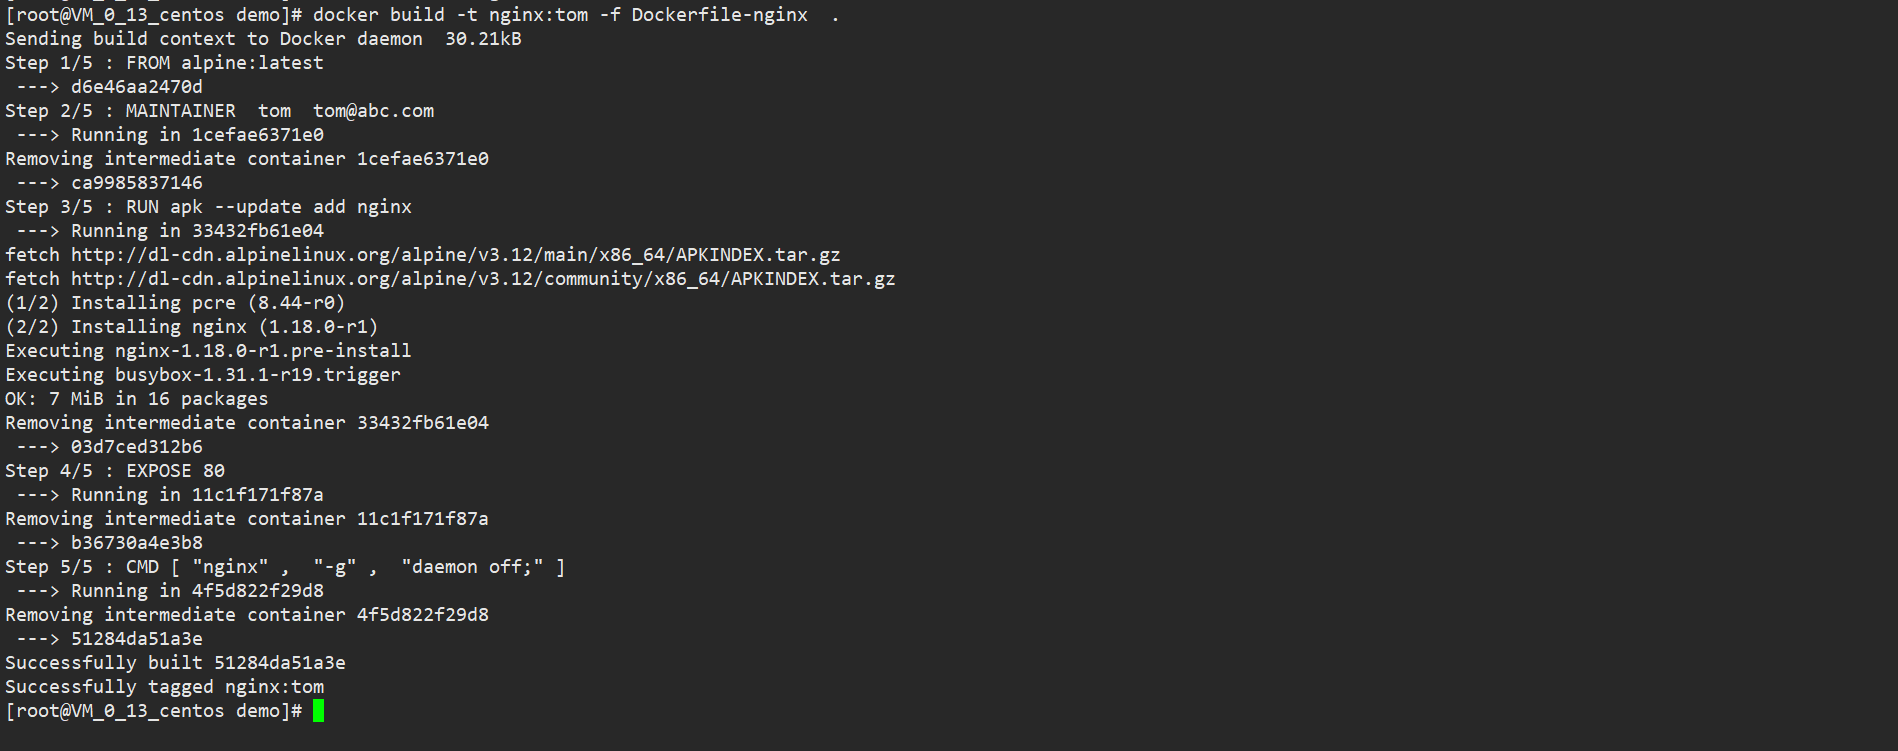 [root@VM_0_13_centos demo]# docker build -t nginx:tom -f Dockerfile-nginx  .
Sending build context to Docker daemon  30.21kB
Step 1/5 : FROM alpine:latest
 ---> d6e46aa2470d
Step 2/5 : MAINTAINER  tom  tom@abc.com
 ---> Running in 1cefae6371e0
Removing intermediate container 1cefae6371e0
 ---> ca9985837146
Step 3/5 : RUN apk --update add nginx
 ---> Running in 33432fb61e04
fetch http://dl-cdn.alpinelinux.org/alpine/v3.12/main/x86_64/APKINDEX.tar.gz
fetch http://dl-cdn.alpinelinux.org/alpine/v3.12/community/x86_64/APKINDEX.tar.gz
(1/2) Installing pcre (8.44-r0)
(2/2) Installing nginx (1.18.0-r1)
Executing nginx-1.18.0-r1.pre-install
Executing busybox-1.31.1-r19.trigger
OK: 7 MiB in 16 packages
Removing intermediate container 33432fb61e04
 ---> 03d7ced312b6
Step 4/5 : EXPOSE 80
 ---> Running in 11c1f171f87a
Removing intermediate container 11c1f171f87a
 ---> b36730a4e3b8
Step 5/5 : CMD [ "nginx" ,  "-g" ,  "daemon off;" ]
 ---> Running in 4f5d822f29d8
Removing intermediate container 4f5d822f29d8
 ---> 51284da51a3e
Successfully built 51284da51a3e
Successfully tagged nginx:tom
[root@VM_0_13_centos demo]#